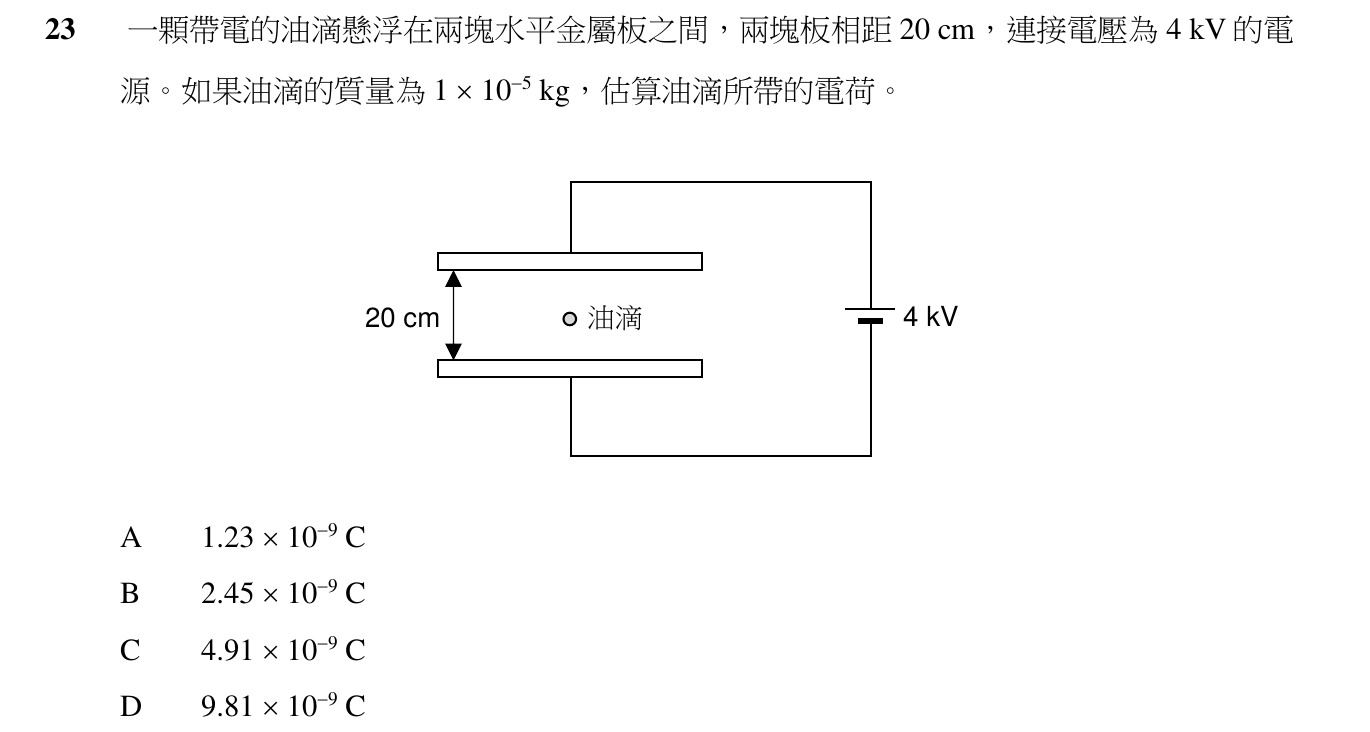 23 一顆帶電的油滴懸浮在兩塊水平金屬板之間，兩塊板相距 20 cm，連接電壓為 4 kV 的電
源。如果油滴的質量為 1 × 10⁻⁵ kg，估算油滴所帶的電荷。
20 cm 油滴 4 kV
A 1.23 × 10⁻⁹ C
B 2.45 × 10⁻⁹ C
C 4.91 × 10⁻⁹ C
D 9.81 × 10⁻⁹ C